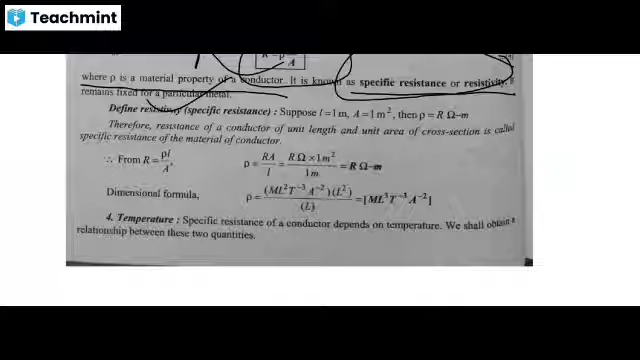 Teachmint
R = ρ
A
where ρ is a material property of a conductor. It is known as specific resistance or resistivity. It
remains fixed for a particular metal.
Define resistivity (specific resistance) : Suppose l = 1 m, A = 1 m², then ρ = R Ω–m
Therefore, resistance of a conductor of unit length and unit area of cross-section is called
specific resistance of the material of conductor.
∴ From R = ρl/A, ρ = RA/l = R Ω × 1 m²/1 m = R Ω–m
Dimensional formula, ρ = (ML²T⁻³A⁻²)(L²)/(L) = [ML³T⁻³A⁻²]
4. Temperature : Specific resistance of a conductor depends on temperature. We shall obtain a
relationship between these two quantities.